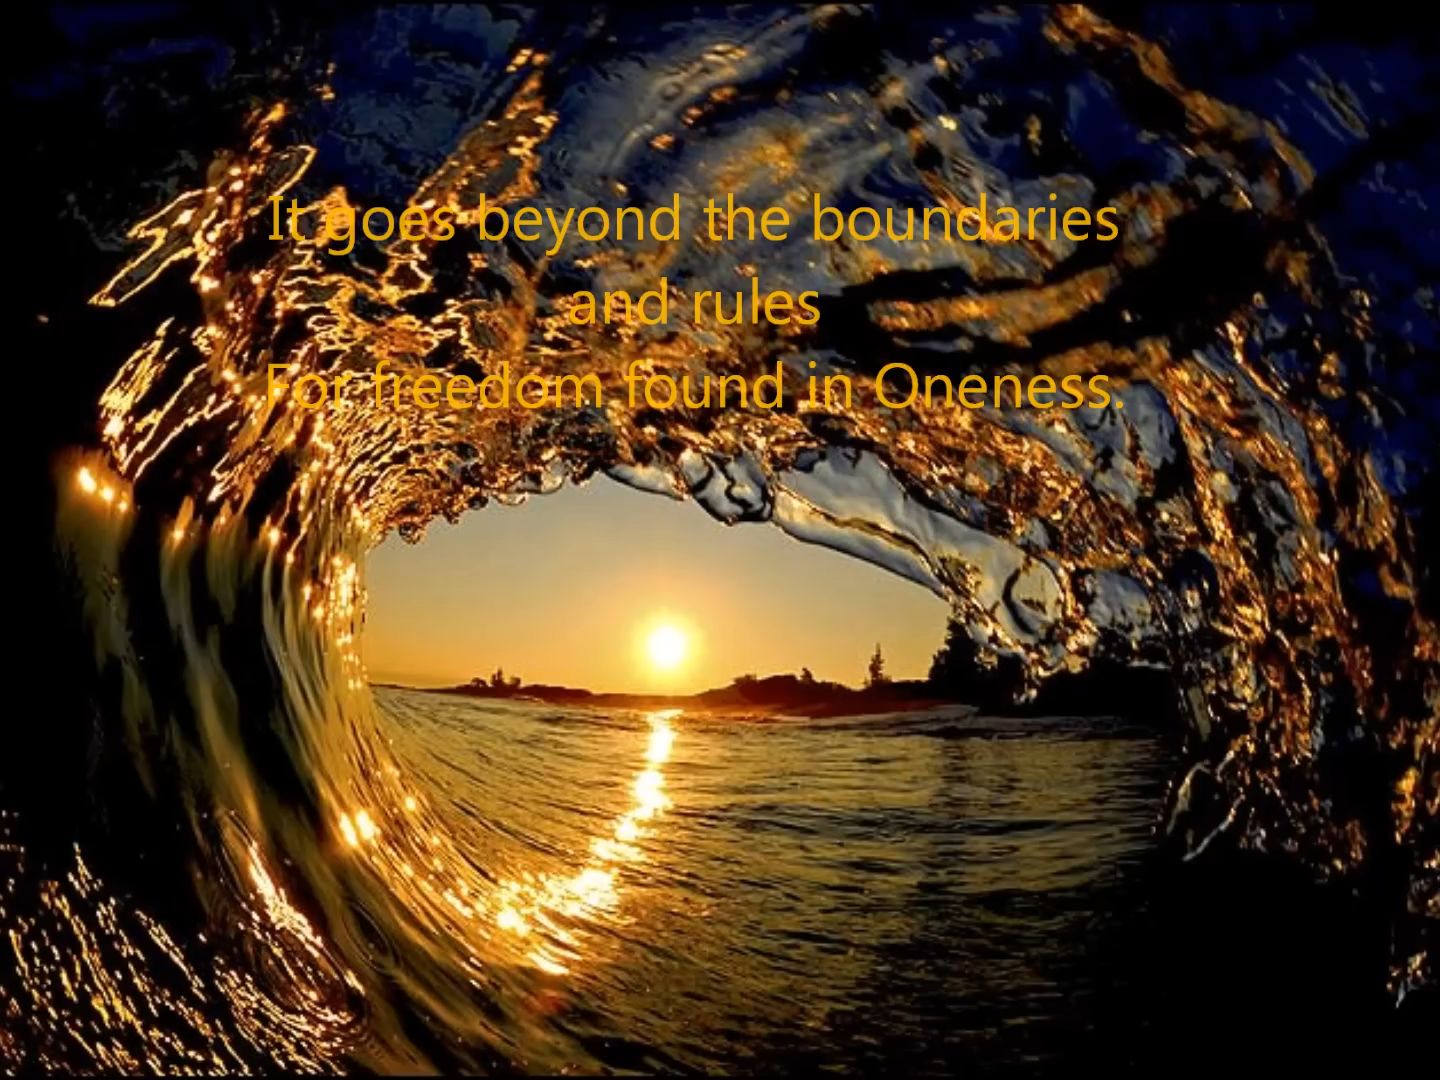 It goes beyond the boundaries
and rules
For freedom found in Oneness.